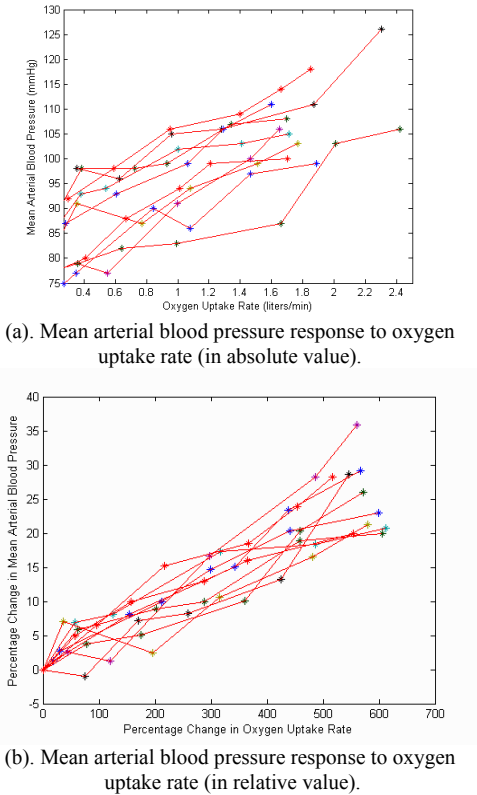 130
125
120
115
110
105
100
95
90
85
80
75
Mean Arterial Blood Pressure (mmHg)
0.4 0.6 0.8 1 1.2 1.4 1.6 1.8 2 2.2 2.4
Oxygen Uptake Rate (liters/min)
(a). Mean arterial blood pressure response to oxygen
uptake rate (in absolute value).
40
35
30
25
20
15
10
5
0
-5
Percentage Change in Mean Arterial Blood Pressure
0 100 200 300 400 500 600 700
Percentage Change in Oxygen Uptake Rate
(b). Mean arterial blood pressure response to oxygen
uptake rate (in relative value).